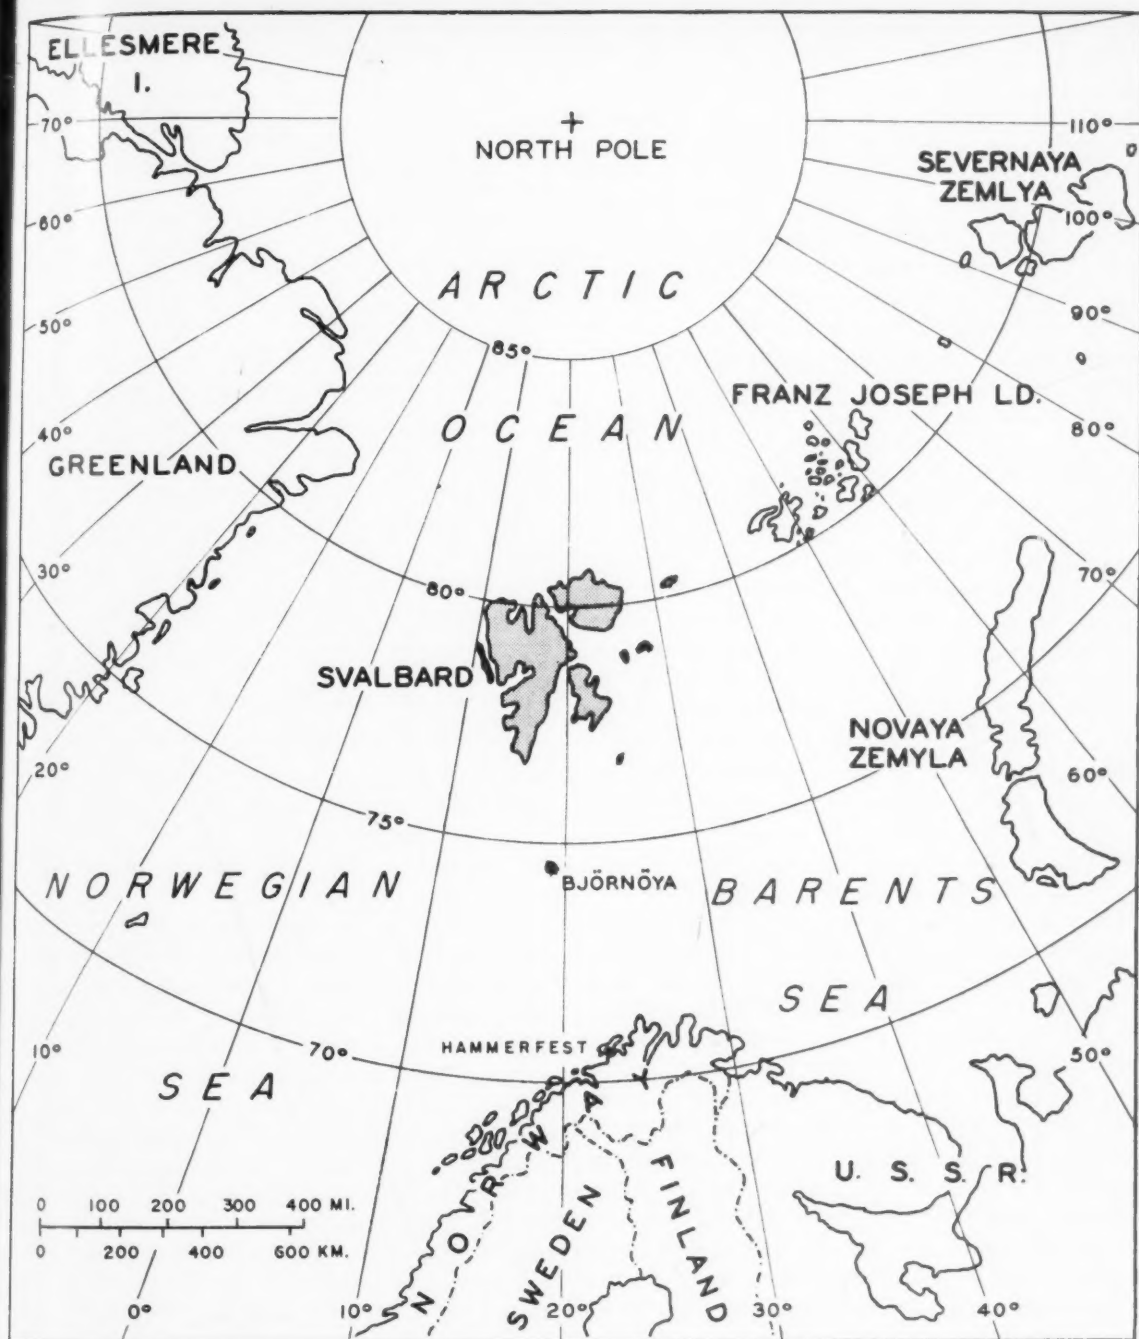 ELLESMERE
I.
70°
110°
NORTH POLE
SEVERNAYA
ZEMLYA
60°
100°
ARCTIC
50°
90°
85°
FRANZ JOSEPH LD.
OCEAN
40°
80°
GREENLAND
30°
70°
80°
SVALBARD
NOVAYA
ZEMYLA
20°
60°
75°
BJÖRNÖYA
NORWEGIAN
BARENTS
SEA
HAMMERFEST
10°
70°
50°
SEA
NORWAY
SWEDEN
FINLAND
U. S. S. R.
0 100 200 300 400 MI.
0 200 400 600 KM.
0°
10°
20°
30°
40°